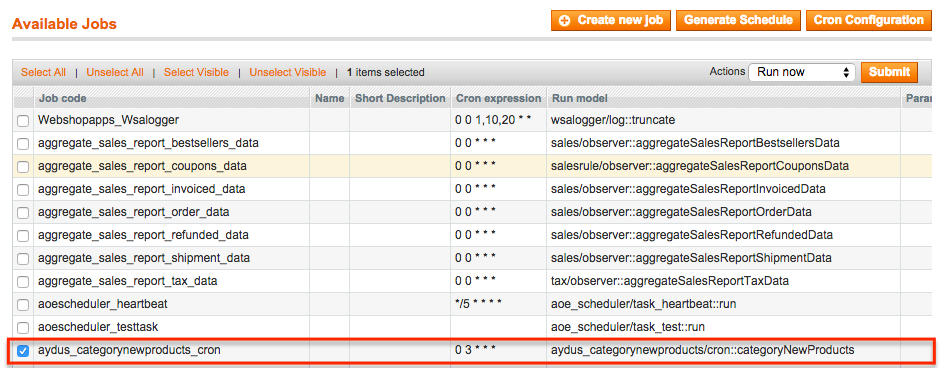 Available Jobs Create new job Generate Schedule Cron Configuration
Select All | Unselect All | Select Visible | Unselect Visible | 1 items selected Actions Run now Submit
Job code Name Short Description Cron expression Run model Paran
Webshopapps_Wsalogger 0 0 1,10,20 * * wsalogger/log::truncate
aggregate_sales_report_bestsellers_data 0 0 * * * sales/observer::aggregateSalesReportBestsellersData
aggregate_sales_report_coupons_data 0 0 * * * salesrule/observer::aggregateSalesReportCouponsData
aggregate_sales_report_invoiced_data 0 0 * * * sales/observer::aggregateSalesReportInvoicedData
aggregate_sales_report_order_data 0 0 * * * sales/observer::aggregateSalesReportOrderData
aggregate_sales_report_refunded_data 0 0 * * * sales/observer::aggregateSalesReportRefundedData
aggregate_sales_report_shipment_data 0 0 * * * sales/observer::aggregateSalesReportShipmentData
aggregate_sales_report_tax_data 0 0 * * * tax/observer::aggregateSalesReportTaxData
aoescheduler_heartbeat */5 * * * * aoe_scheduler/task_heartbeat::run
aoescheduler_testtask aoe_scheduler/task_test::run
aydus_categorynewproducts_cron 0 3 * * * aydus_categorynewproducts/cron::categoryNewProducts